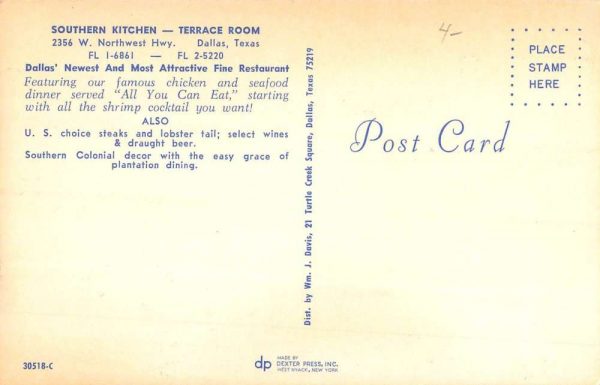 SOUTHERN KITCHEN — TERRACE ROOM
2356 W. Northwest Hwy. Dallas, Texas
FL 1-6861 — FL 2-5220
Dallas' Newest And Most Attractive Fine Restaurant
Featuring our famous chicken and seafood
dinner served "All You Can Eat," starting
with all the shrimp cocktail you want!
ALSO
U. S. choice steaks and lobster tail; select wines
& draught beer.
Southern Colonial decor with the easy grace of
plantation dining.
30518-C
Dist. by Wm. J. Davis, 21 Turtle Creek Square, Dallas, Texas 75219
dp
MADE BY
DEXTER PRESS, INC.
WEST NYACK, NEW YORK
4-
PLACE
STAMP
HERE
Post Card